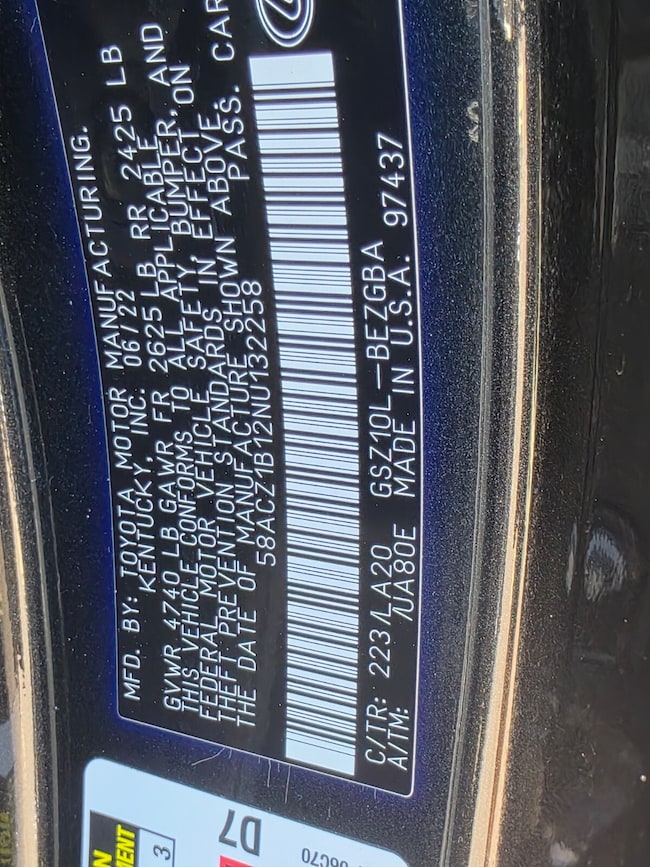 MFD. BY: TOYOTA MOTOR MANUFACTURING.
KENTUCKY, INC. 06/22
GVWR 4740 LB GAWR FR 2625 LB RR 2425 LB
THIS VEHICLE CONFORMS TO ALL APPLICABLE
FEDERAL MOTOR VEHICLE SAFETY, BUMPER, AND
THEFT PREVENTION STANDARDS IN EFFECT ON
THE DATE OF MANUFACTURE SHOWN ABOVE.
58ACZ1B12NU132258 PASS. CAR
C/TR: 223/LA20 GSZ10L-BEZGBA
A/TM: /UA80E MADE IN U.S.A. 97437
3
D7
06C70